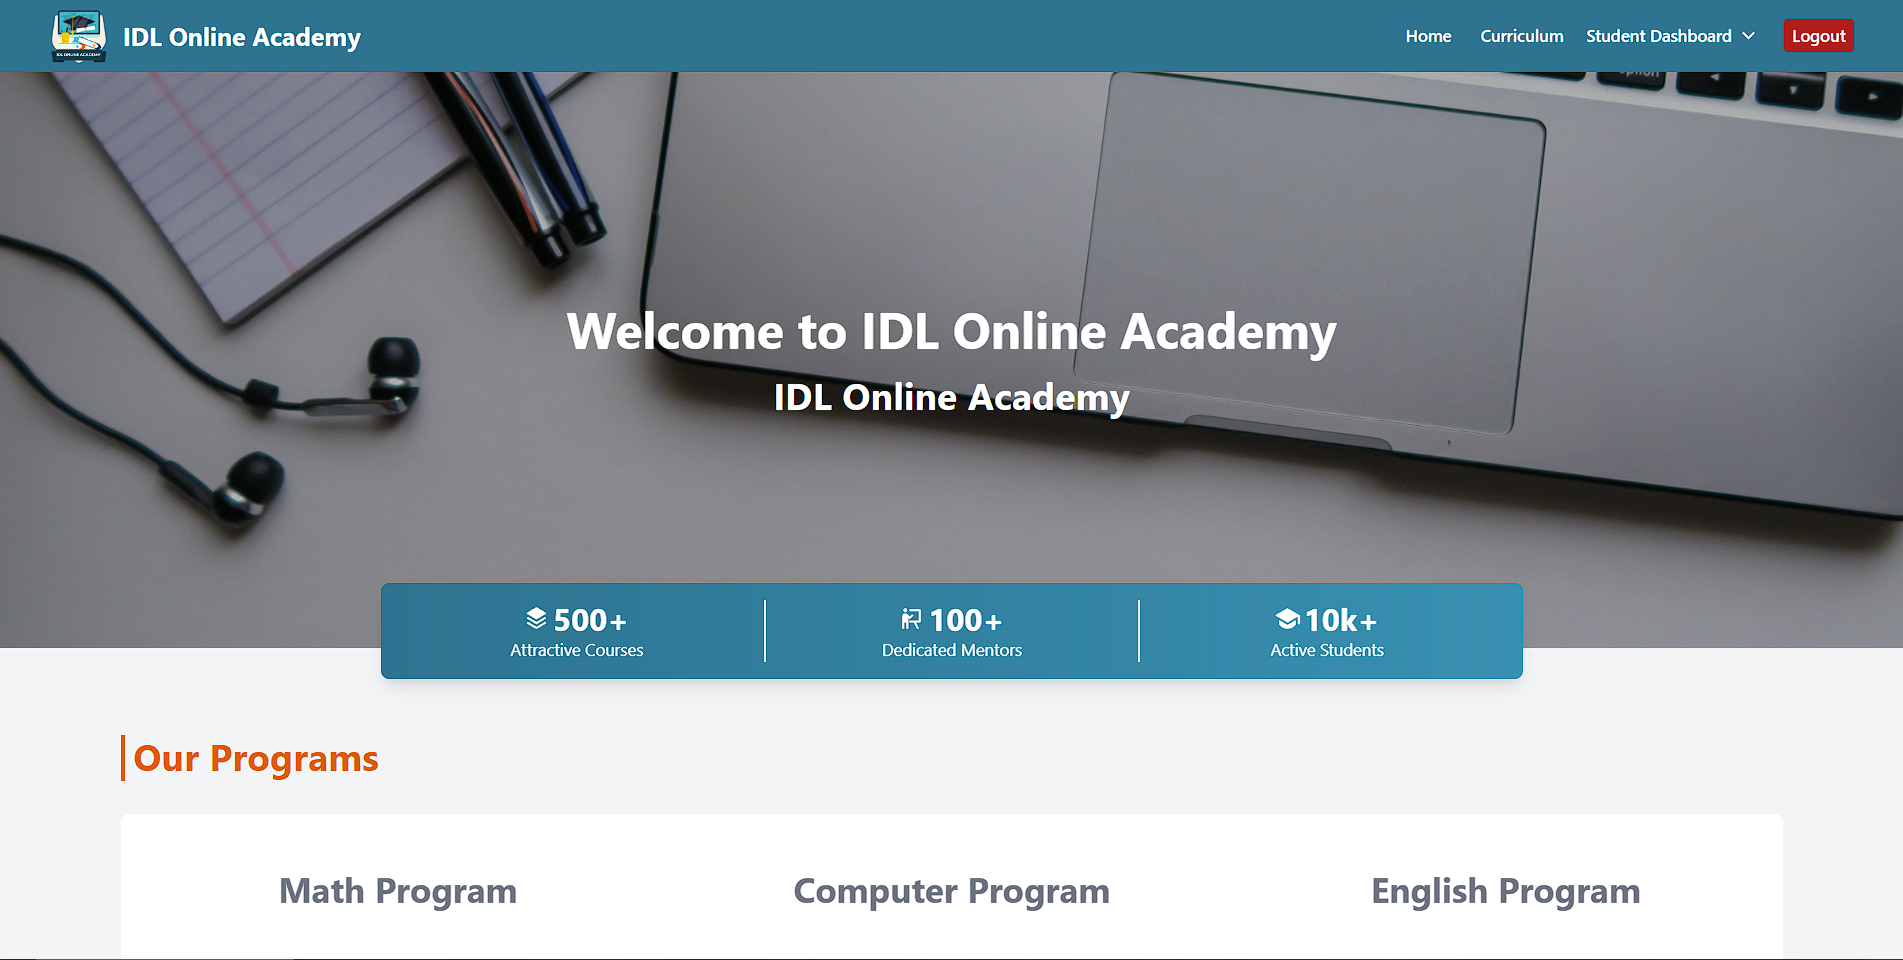 IDL ONLINE ACADEMY
IDL Online Academy
Home Curriculum Student Dashboard Logout
option
Welcome to IDL Online Academy
IDL Online Academy
500+ 100+ 10k+
Attractive Courses Dedicated Mentors Active Students
Our Programs
Math Program Computer Program English Program